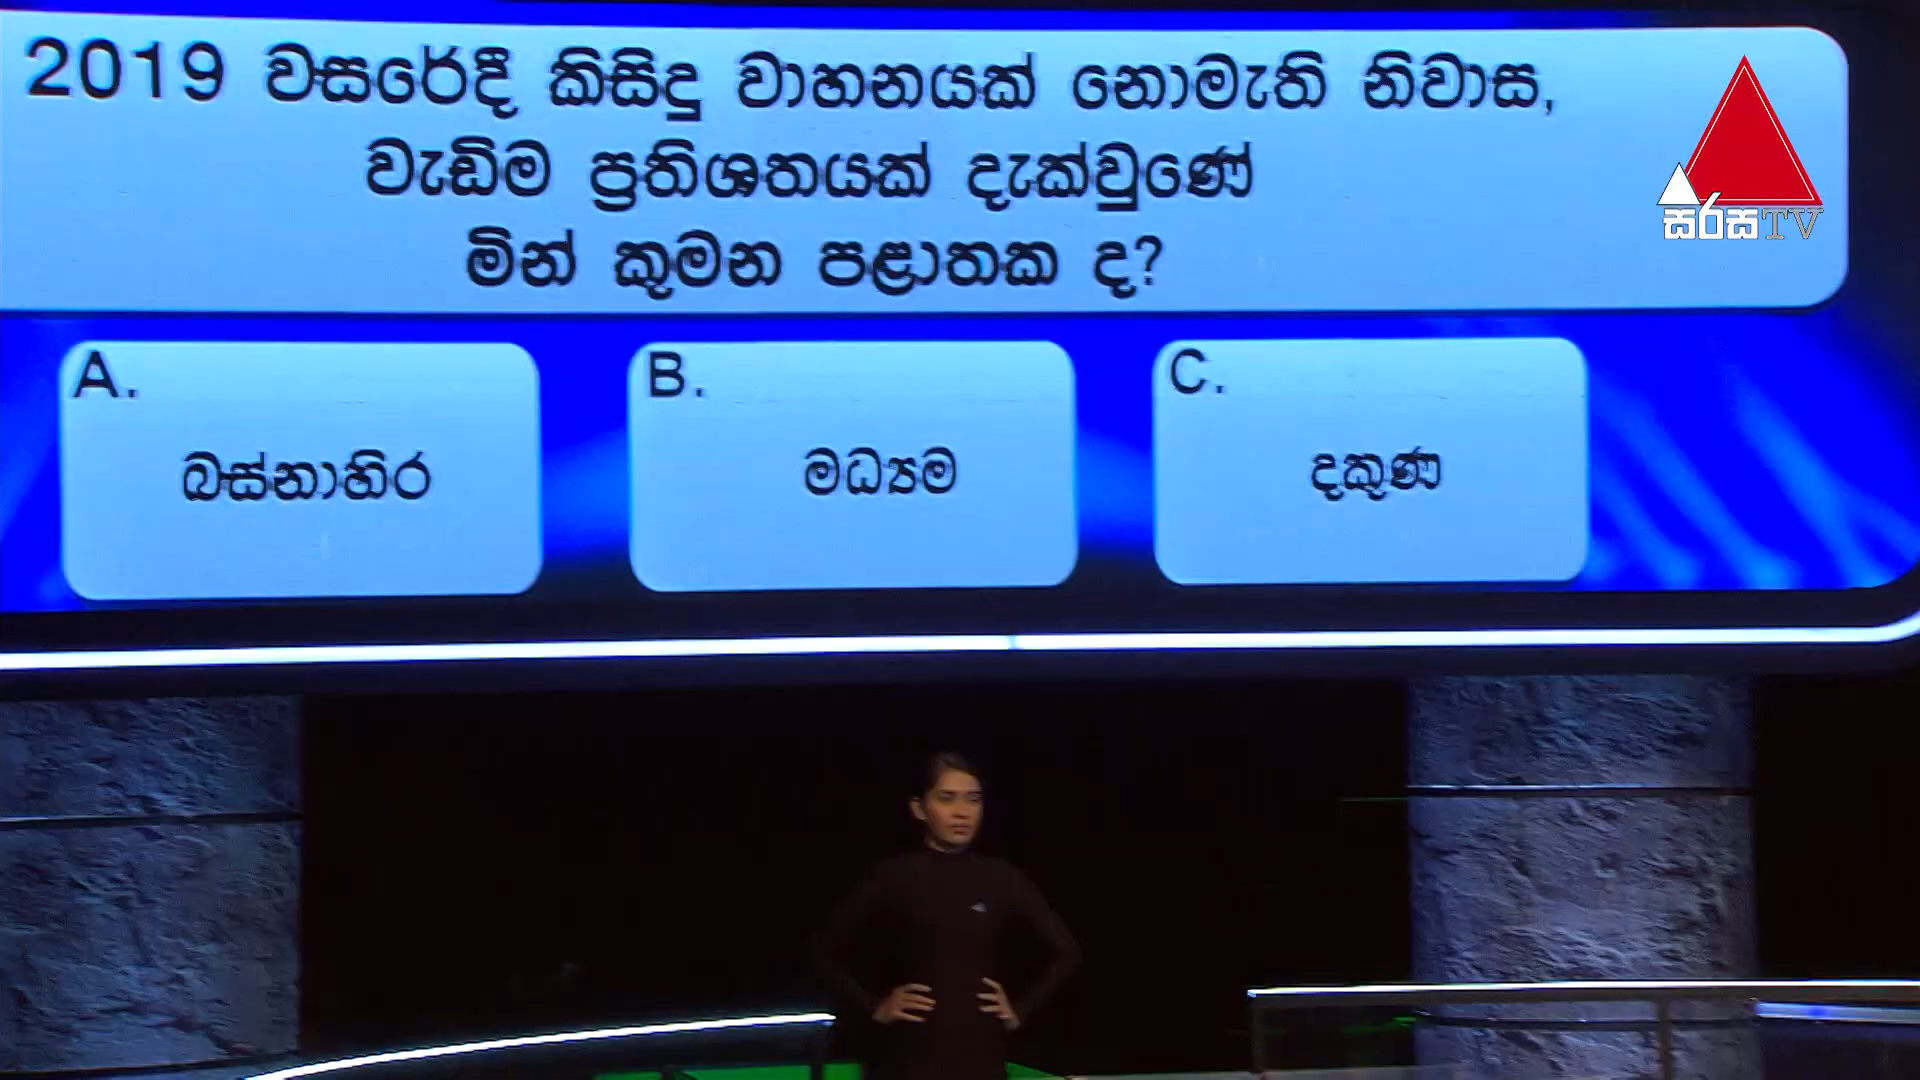 2019 වසරේදී කිසිදු වාහනයක් නොමැති නිවාස,
වැඩිම ප්‍රතිශතයක් දැක්වුණේ
මින් කුමන පළාතක ද?
සිරස TV
A.
බස්නාහිර
B.
මධ්‍යම
C.
දකුණ